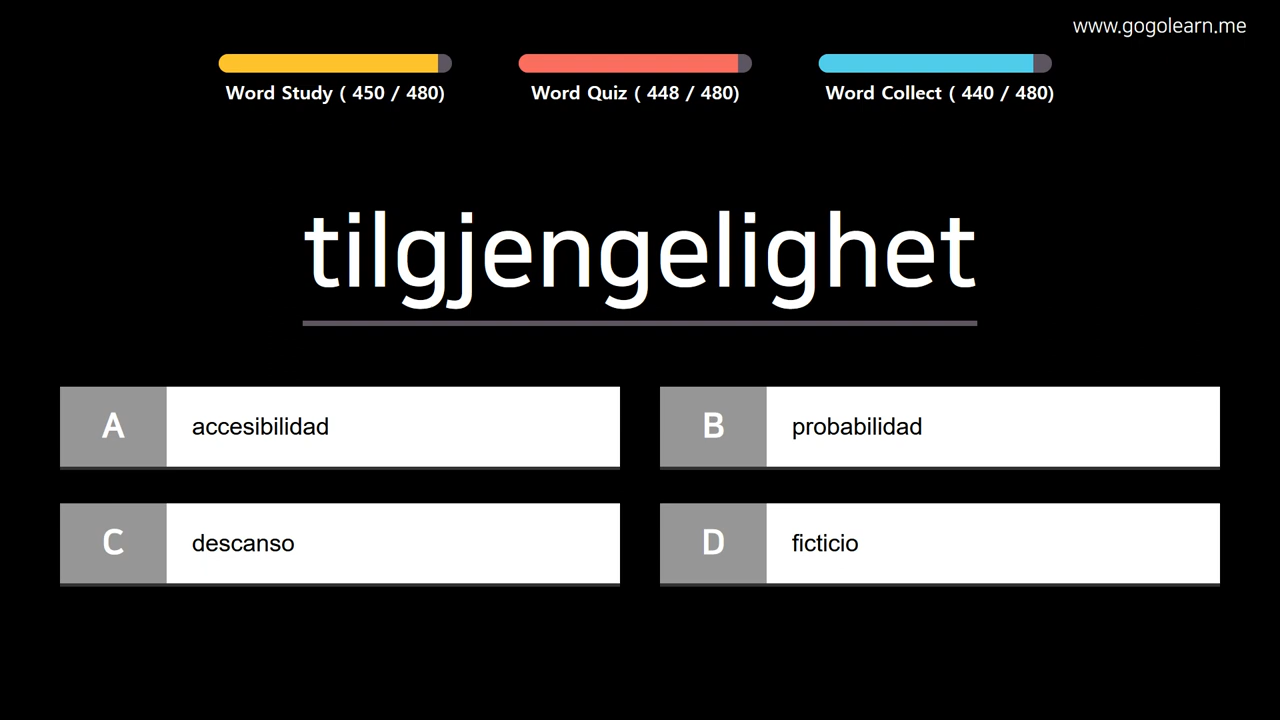 www.gogolearn.me
Word Study ( 450 / 480)
Word Quiz ( 448 / 480)
Word Collect ( 440 / 480)
tilgjengelighet
A accesibilidad
B probabilidad
C descanso
D ficticio